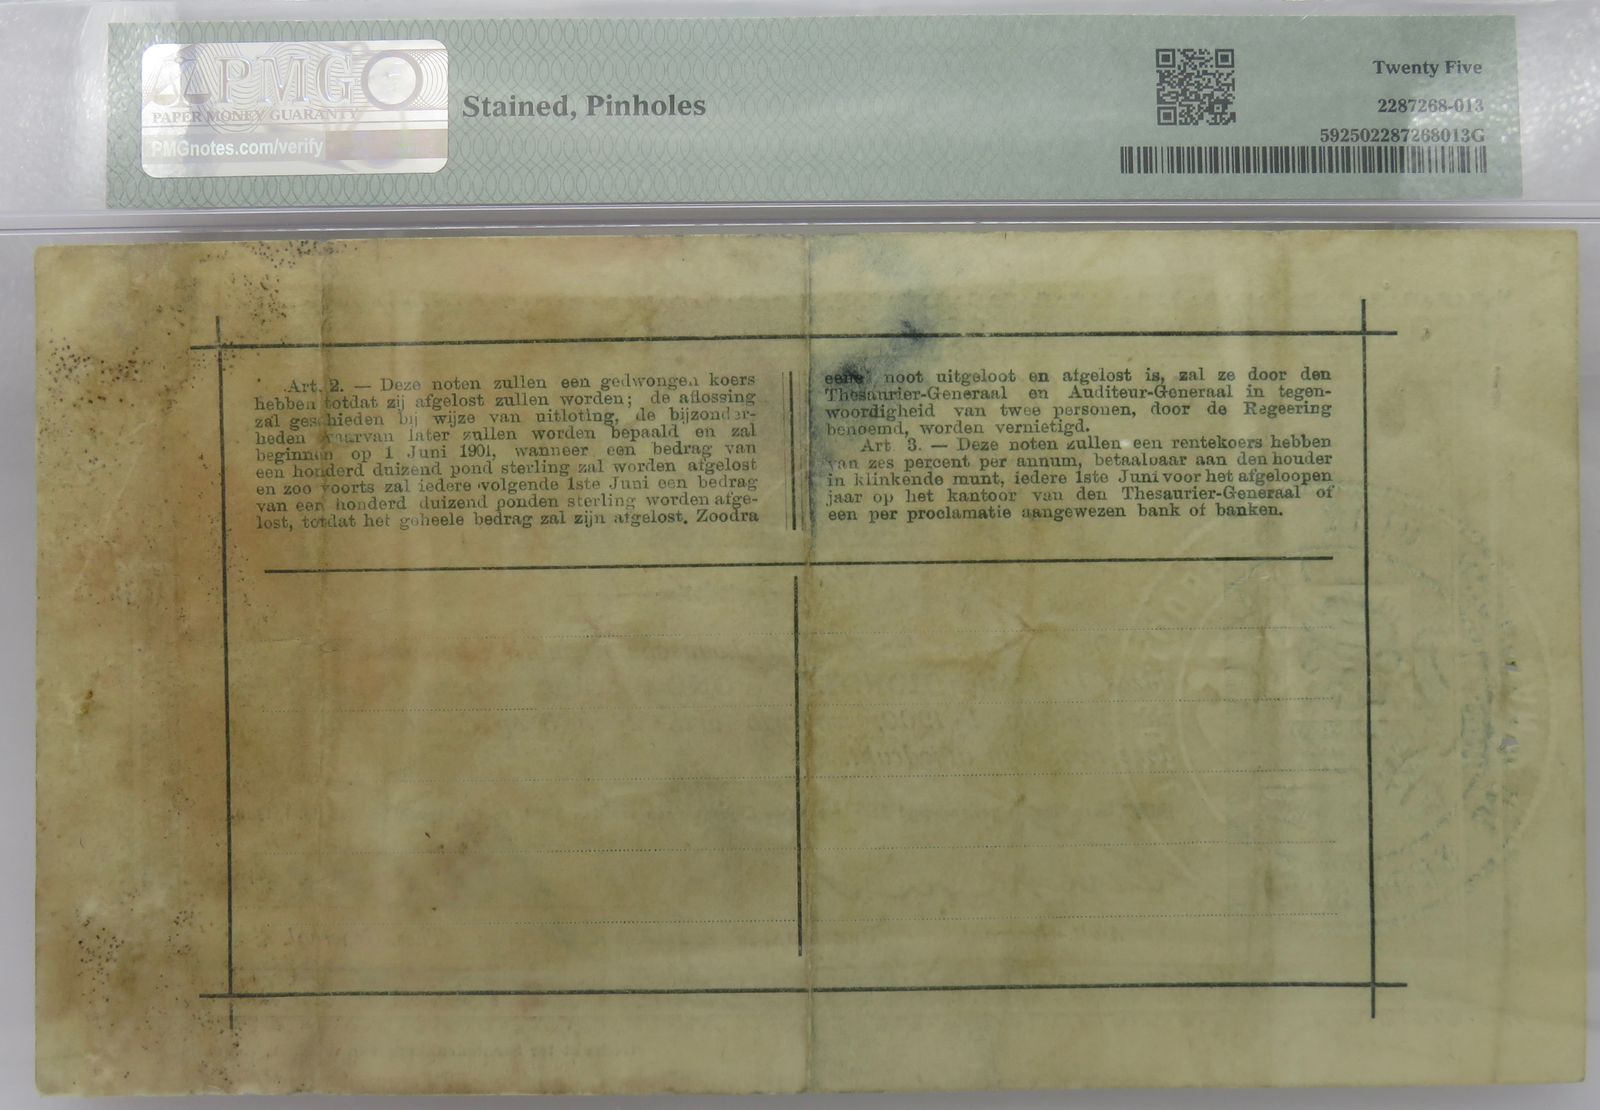 PMG
PAPER MONEY GUARANTY
PMGnotes.com/verify
Stained, Pinholes
Twenty Five
2287268-013
592502287268013G
Art. 2. — Deze noten zullen een gedwongen koers
hebben totdat zij afgelost zullen worden; de aflossing
zal geschieden bij wijze van uitloting, de bijzonder-
heden waarvan later zullen worden bepaald en zal
beginnen op 1 Juni 1901, wanneer een bedrag van
een honderd duizend pond sterling zal worden afgelost
en zoo voorts zal iedere volgende 1ste Juni een bedrag
van een honderd duizend ponden sterling worden afge-
lost, totdat het geheele bedrag zal zijn afgelost. Zoodra
eene noot uitgeloot en afgelost is, zal ze door den
Thesaurier-Generaal en Auditeur-Generaal in tegen-
woordigheid van twee personen, door de Regeering
benoemd, worden vernietigd.
Art. 3. — Deze noten zullen een rentekoers hebben
van zes percent per annum, betaalbaar aan den houder
in klinkende munt, iedere 1ste Juni voor het afgeloopen
jaar op het kantoor van den Thesaurier-Generaal of
een per proclamatie aangewezen bank of banken.